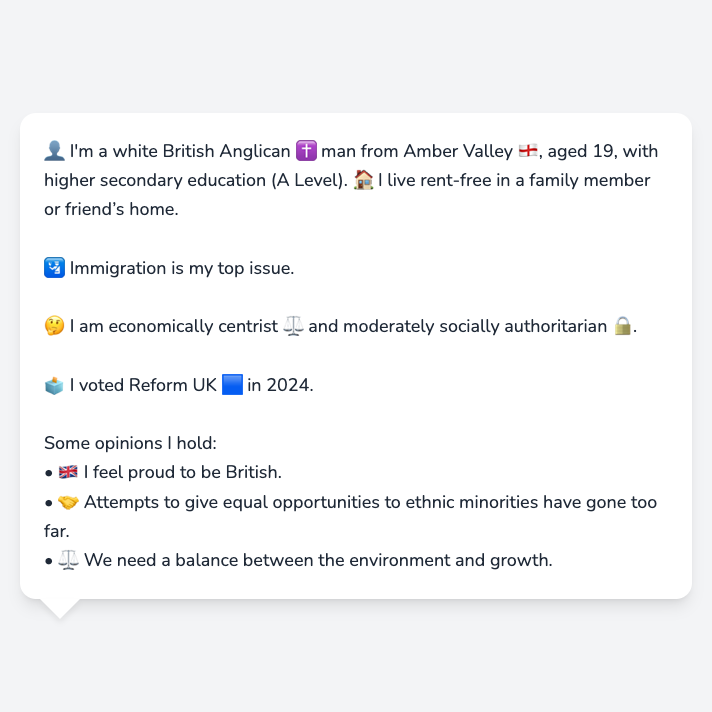 👤 I'm a white British Anglican ✝️ man from Amber Valley 🏴󠁧󠁢󠁥󠁮󠁧󠁿, aged 19, with
higher secondary education (A Level). 🏠 I live rent-free in a family member
or friend’s home.
🛂 Immigration is my top issue.
🤔 I am economically centrist ⚖️ and moderately socially authoritarian 🔒.
🗳️ I voted Reform UK 🟦 in 2024.
Some opinions I hold:
• 🇬🇧 I feel proud to be British.
• 🤝 Attempts to give equal opportunities to ethnic minorities have gone too
far.
• ⚖️ We need a balance between the environment and growth.